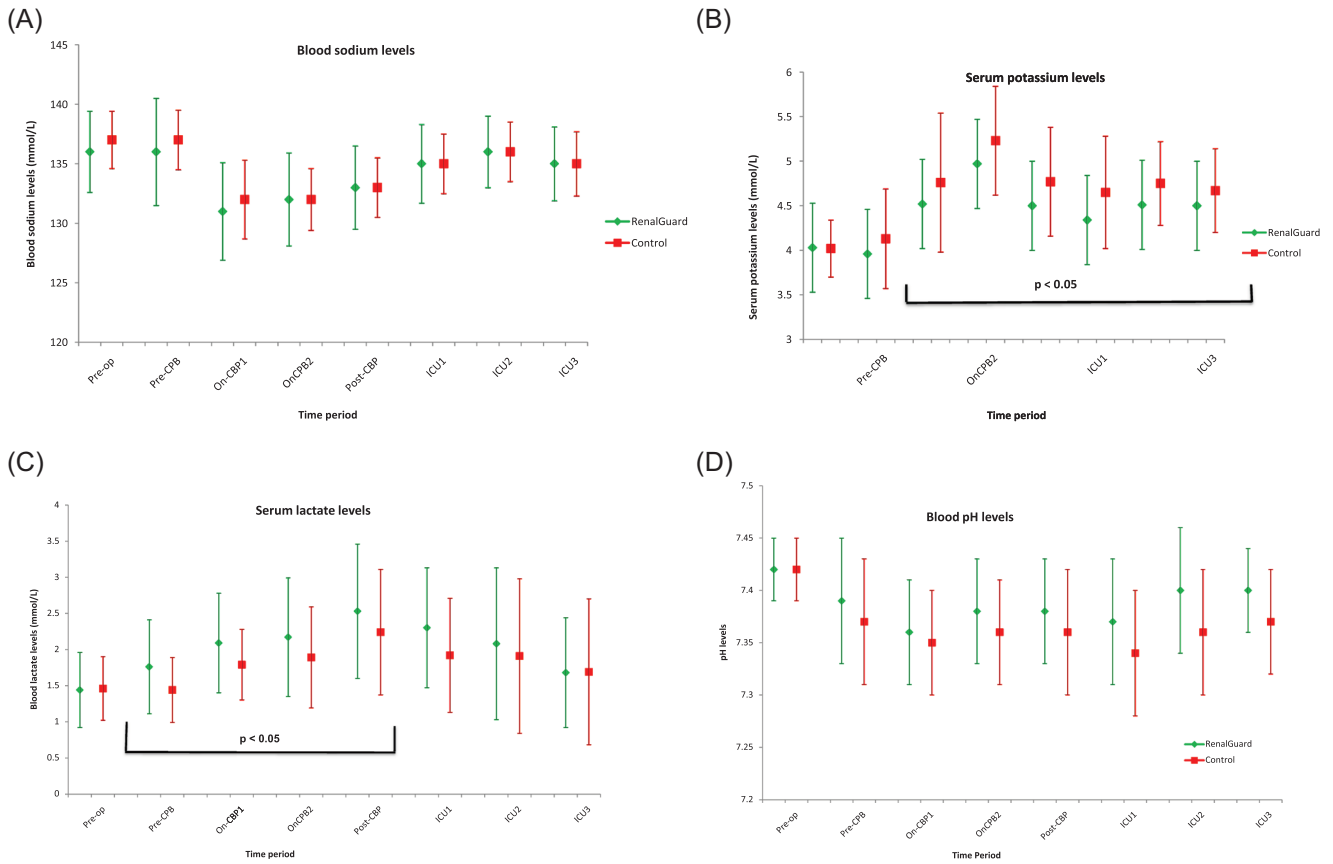 (A)
Blood sodium levels
145
140
135
130
125
120
Blood sodium levels (mmol/L)
Pre-op
Pre-CPB
On-CBP1
OnCPB2
Post-CBP
ICU1
ICU2
ICU3
Time period
RenalGuard
Control
(B)
Serum potassium levels
6
5.5
5
4.5
4
3.5
3
Serum potassium levels (mmol/L)
p < 0.05
Pre-CPB
OnCPB2
ICU1
ICU3
Time period
RenalGuard
Control
(C)
Serum lactate levels
4
3.5
3
2.5
2
1.5
1
0.5
0
Blood lactate levels (mmol/L)
p < 0.05
Pre-op
Pre-CPB
On-CBP1
OnCPB2
Post-CBP
ICU1
ICU2
ICU3
Time period
(D)
Blood pH levels
7.5
7.45
7.4
7.35
7.3
7.25
7.2
pH levels
RenalGuard
Control
Pre-op
Pre-CPB
On-CBP1
OnCPB2
Post-CBP
ICU1
ICU2
ICU3
Time Period